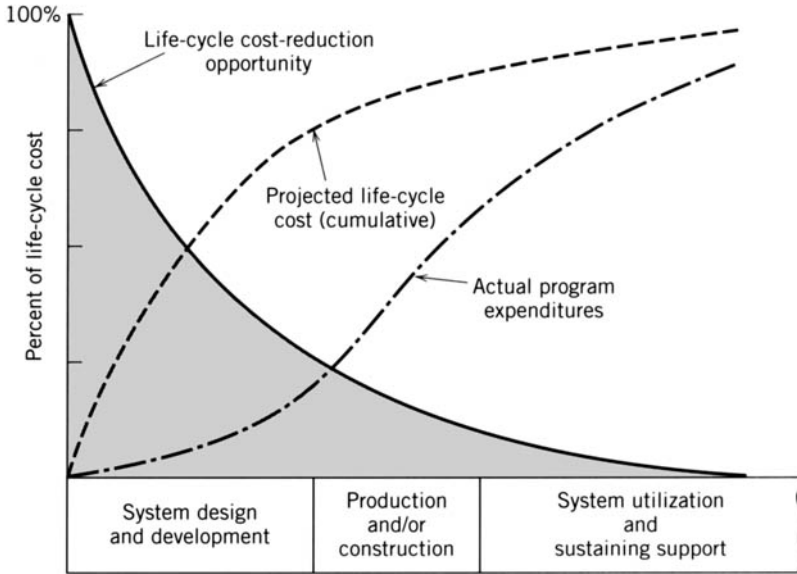 100%
Life-cycle cost-reduction
opportunity
Percent of life-cycle cost
Projected life-cycle
cost (cumulative)
Actual program
expenditures
System design
and development
Production
and/or
construction
System utilization
and
sustaining support